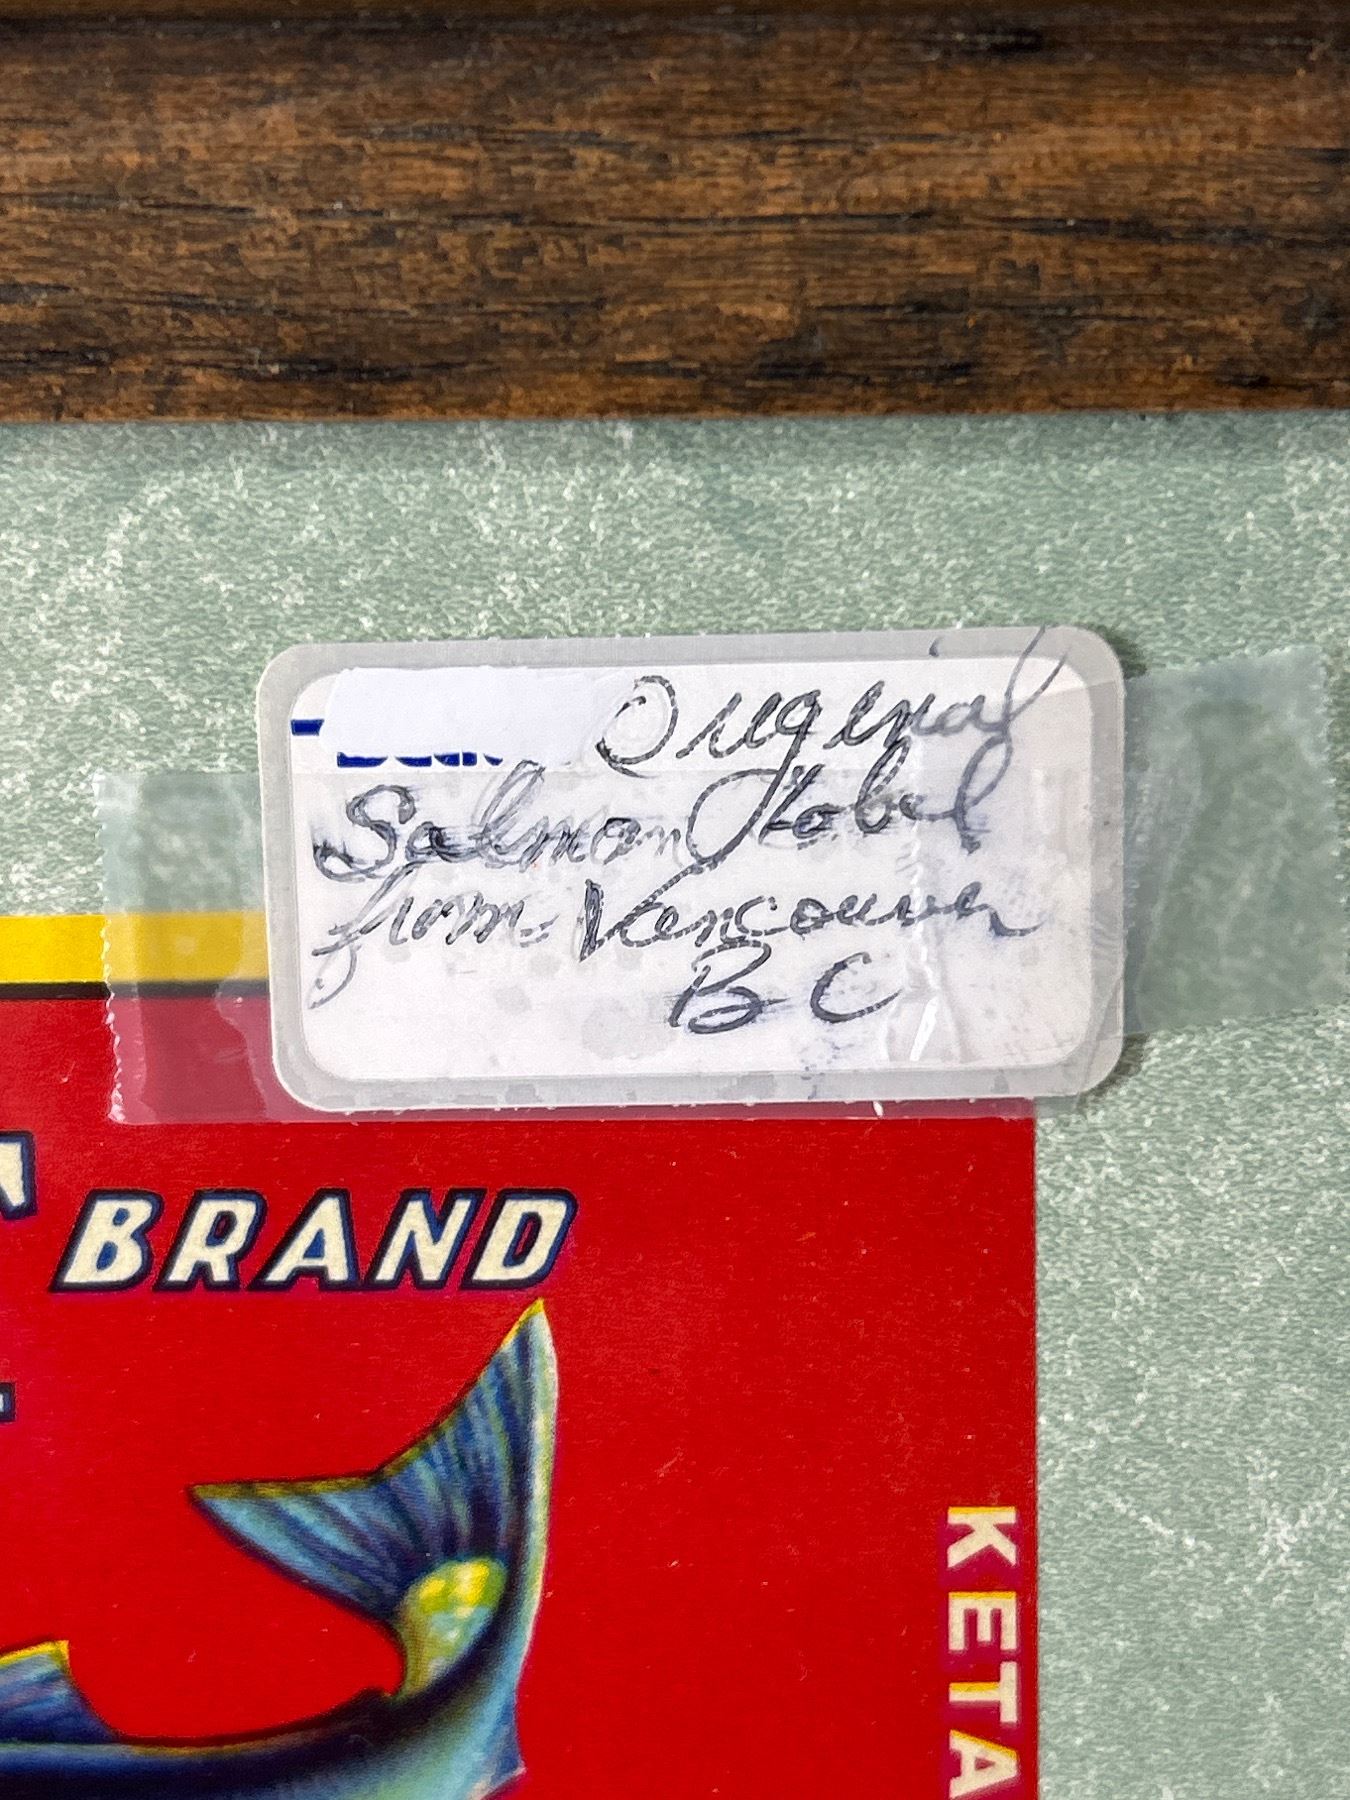 Original
Salmon Label
from Vancouver
BC
BRAND
KETA